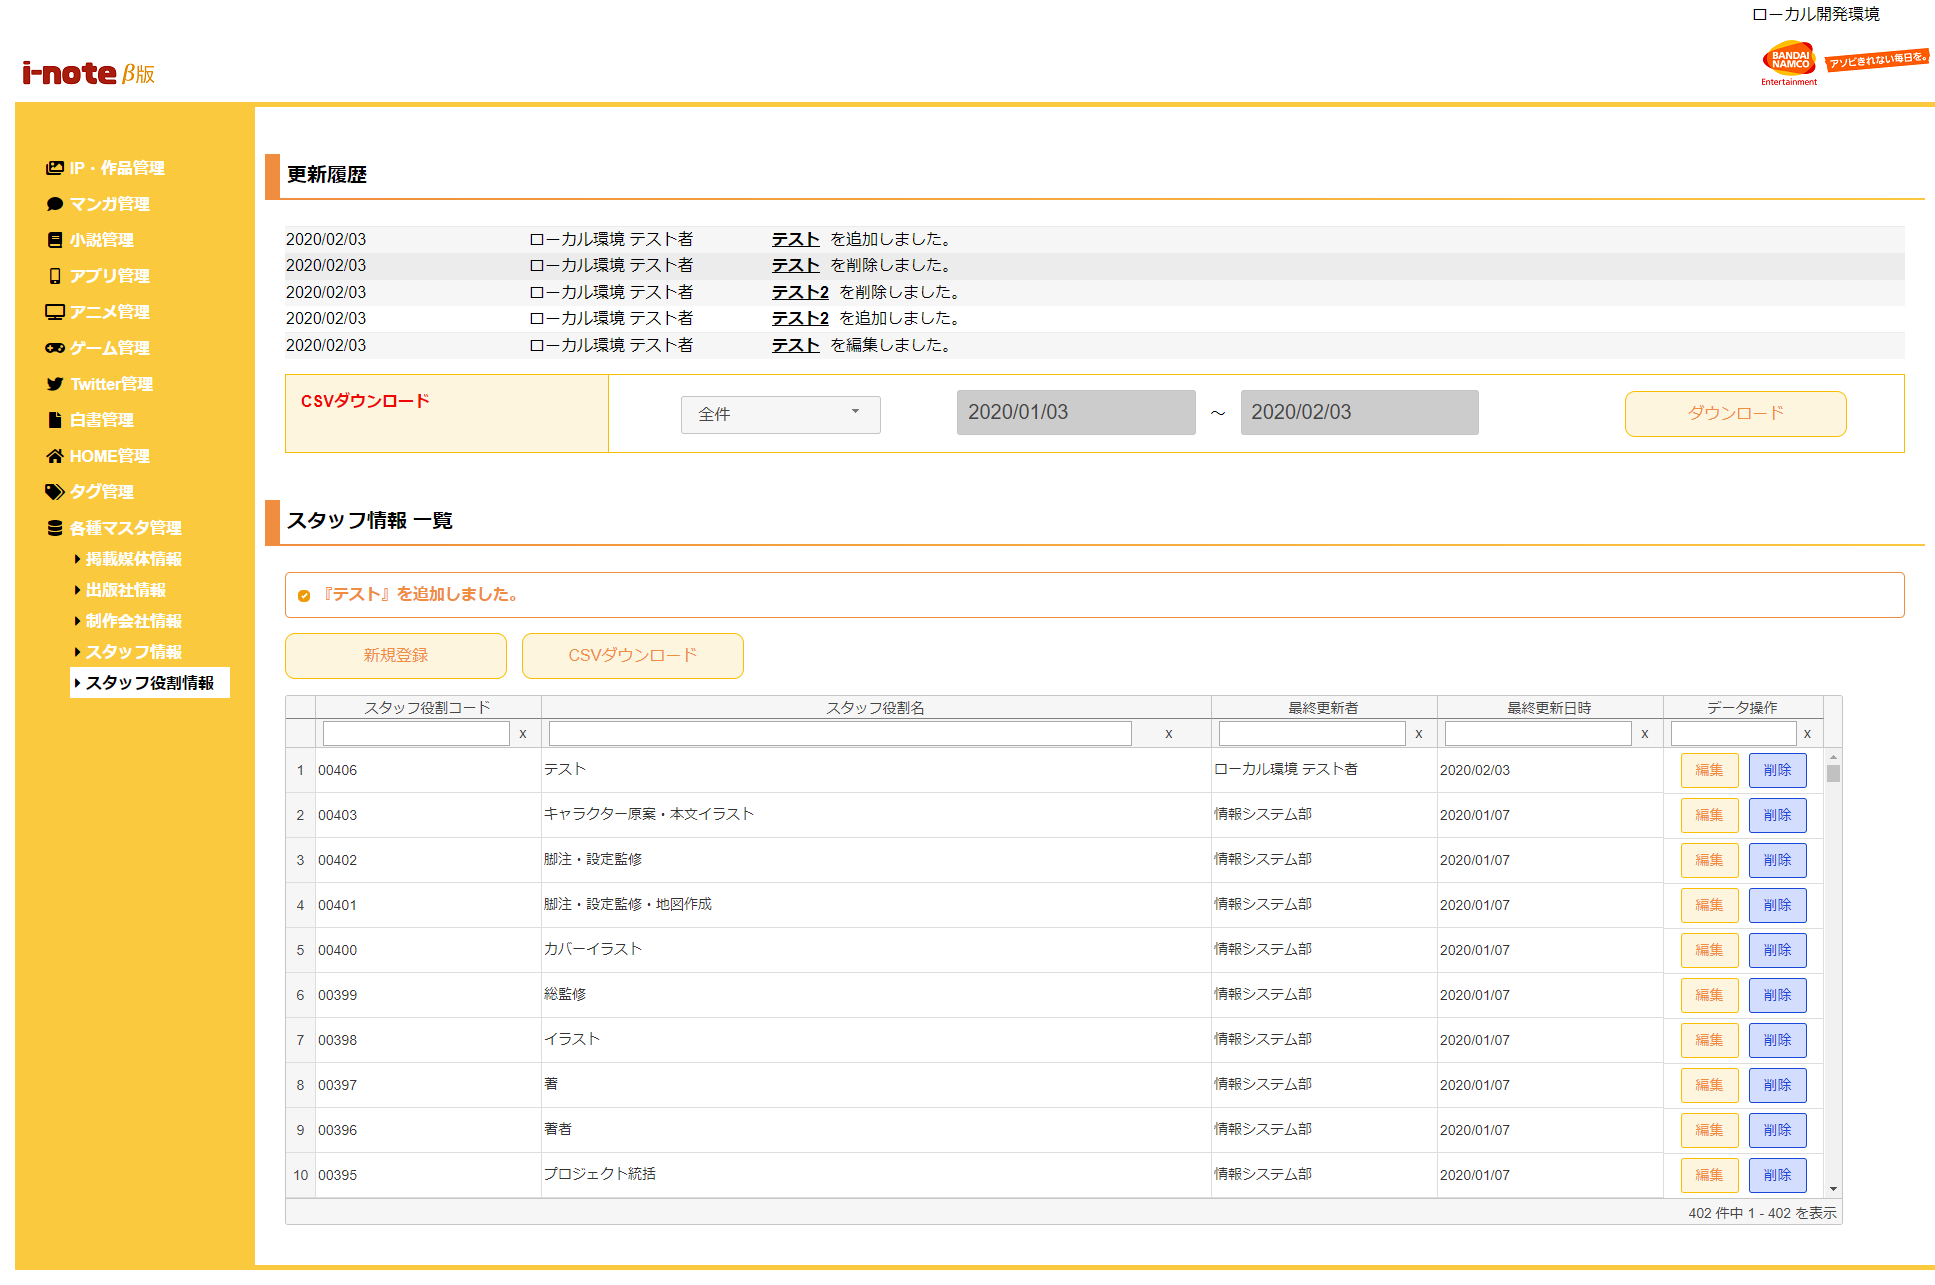 ローカル開発環境
i-note β版
BANDAI
NAMCO
Entertainment
アソビきれない毎日を。
IP・作品管理
マンガ管理
小説管理
アプリ管理
アニメ管理
ゲーム管理
Twitter管理
白書管理
HOME管理
タグ管理
各種マスタ管理
掲載媒体情報
出版社情報
制作会社情報
スタッフ情報
スタッフ役割情報
更新履歴
2020/02/03 ローカル環境 テスト者 テスト を追加しました。
2020/02/03 ローカル環境 テスト者 テスト を削除しました。
2020/02/03 ローカル環境 テスト者 テスト2 を削除しました。
2020/02/03 ローカル環境 テスト者 テスト2 を追加しました。
2020/02/03 ローカル環境 テスト者 テスト を編集しました。
CSVダウンロード 全件 2020/01/03 ～ 2020/02/03 ダウンロード
スタッフ情報 一覧
『テスト』を追加しました。
新規登録 CSVダウンロード
スタッフ役割コード スタッフ役割名 最終更新者 最終更新日時 データ操作
x x x x x
1 00406 テスト ローカル環境 テスト者 2020/02/03 編集 削除
2 00403 キャラクター原案・本文イラスト 情報システム部 2020/01/07 編集 削除
3 00402 脚注・設定監修 情報システム部 2020/01/07 編集 削除
4 00401 脚注・設定監修・地図作成 情報システム部 2020/01/07 編集 削除
5 00400 カバーイラスト 情報システム部 2020/01/07 編集 削除
6 00399 総監修 情報システム部 2020/01/07 編集 削除
7 00398 イラスト 情報システム部 2020/01/07 編集 削除
8 00397 著 情報システム部 2020/01/07 編集 削除
9 00396 著者 情報システム部 2020/01/07 編集 削除
10 00395 プロジェクト統括 情報システム部 2020/01/07 編集 削除
402 件中 1 - 402 を表示